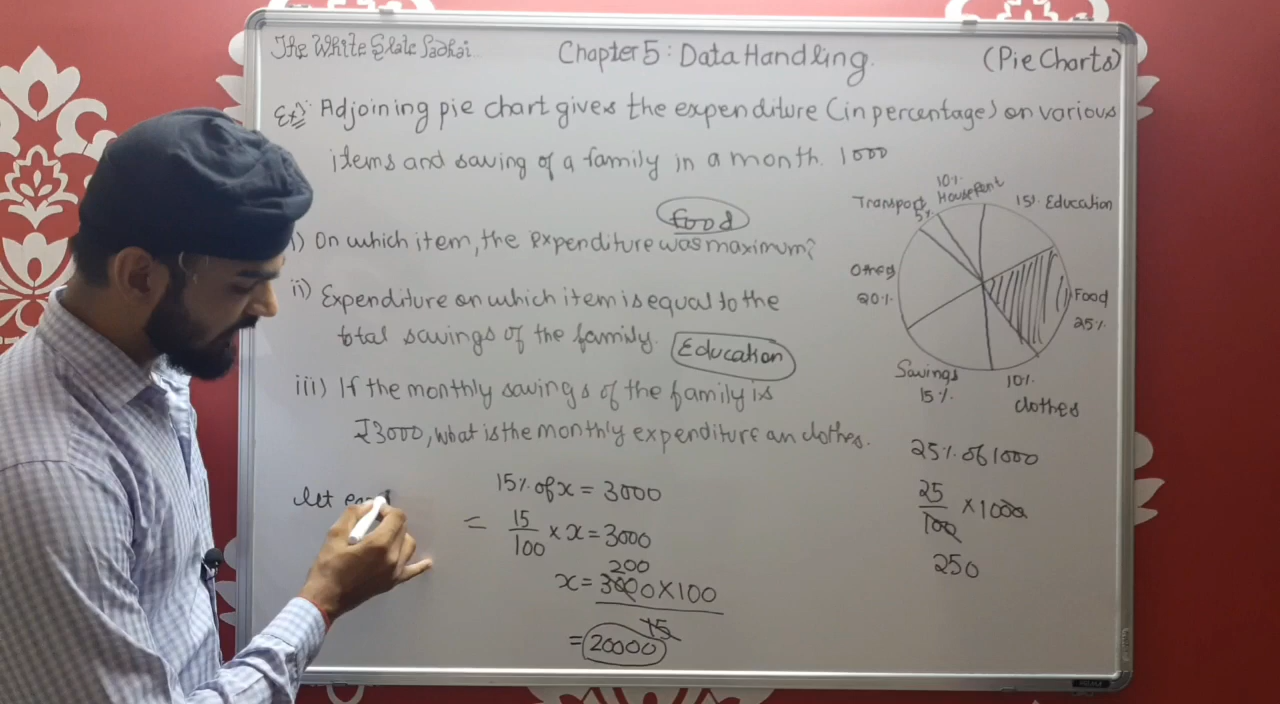 The White Slate Padhai
Chapter 5: Data Handling.
(Pie Charts)
Ex: Adjoining pie chart gives the expenditure (in percentage) on various
items and saving of a family in a month. 1000
10%
House Rent
Transport
5%
15% Education
Others
20%
Food
25%
Savings
15%
10%
clothes
Food
i) On which item, the expenditure was maximum?
ii) Expenditure on which item is equal to the
total savings of the family.
Education
iii) If the monthly savings of the family is
₹3000, what is the monthly expenditure on clothes.
let
15% of x = 3000
= 15/100 × x = 3000
200
x = 3000×100
15
= 20000
25% of 1000
25/100 × 1000
250